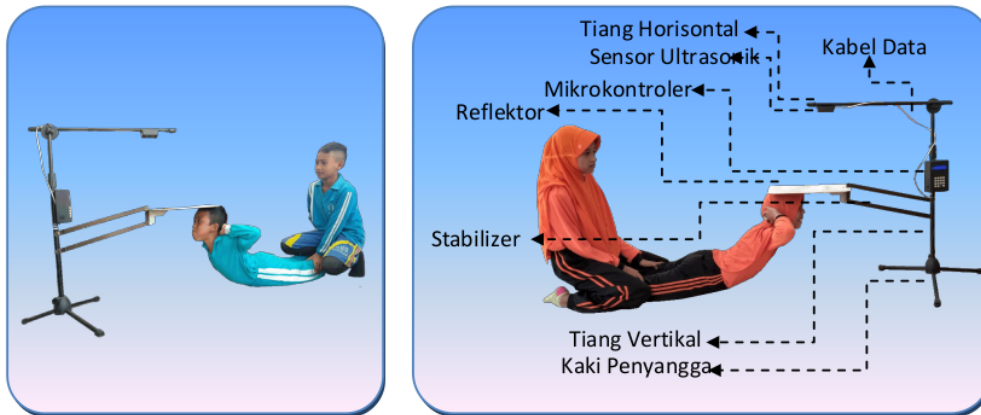 Tiang Horisontal
Sensor Ultrasonik
Kabel Data
Mikrokontroler
Reflektor
Stabilizer
Tiang Vertikal
Kaki Penyangga